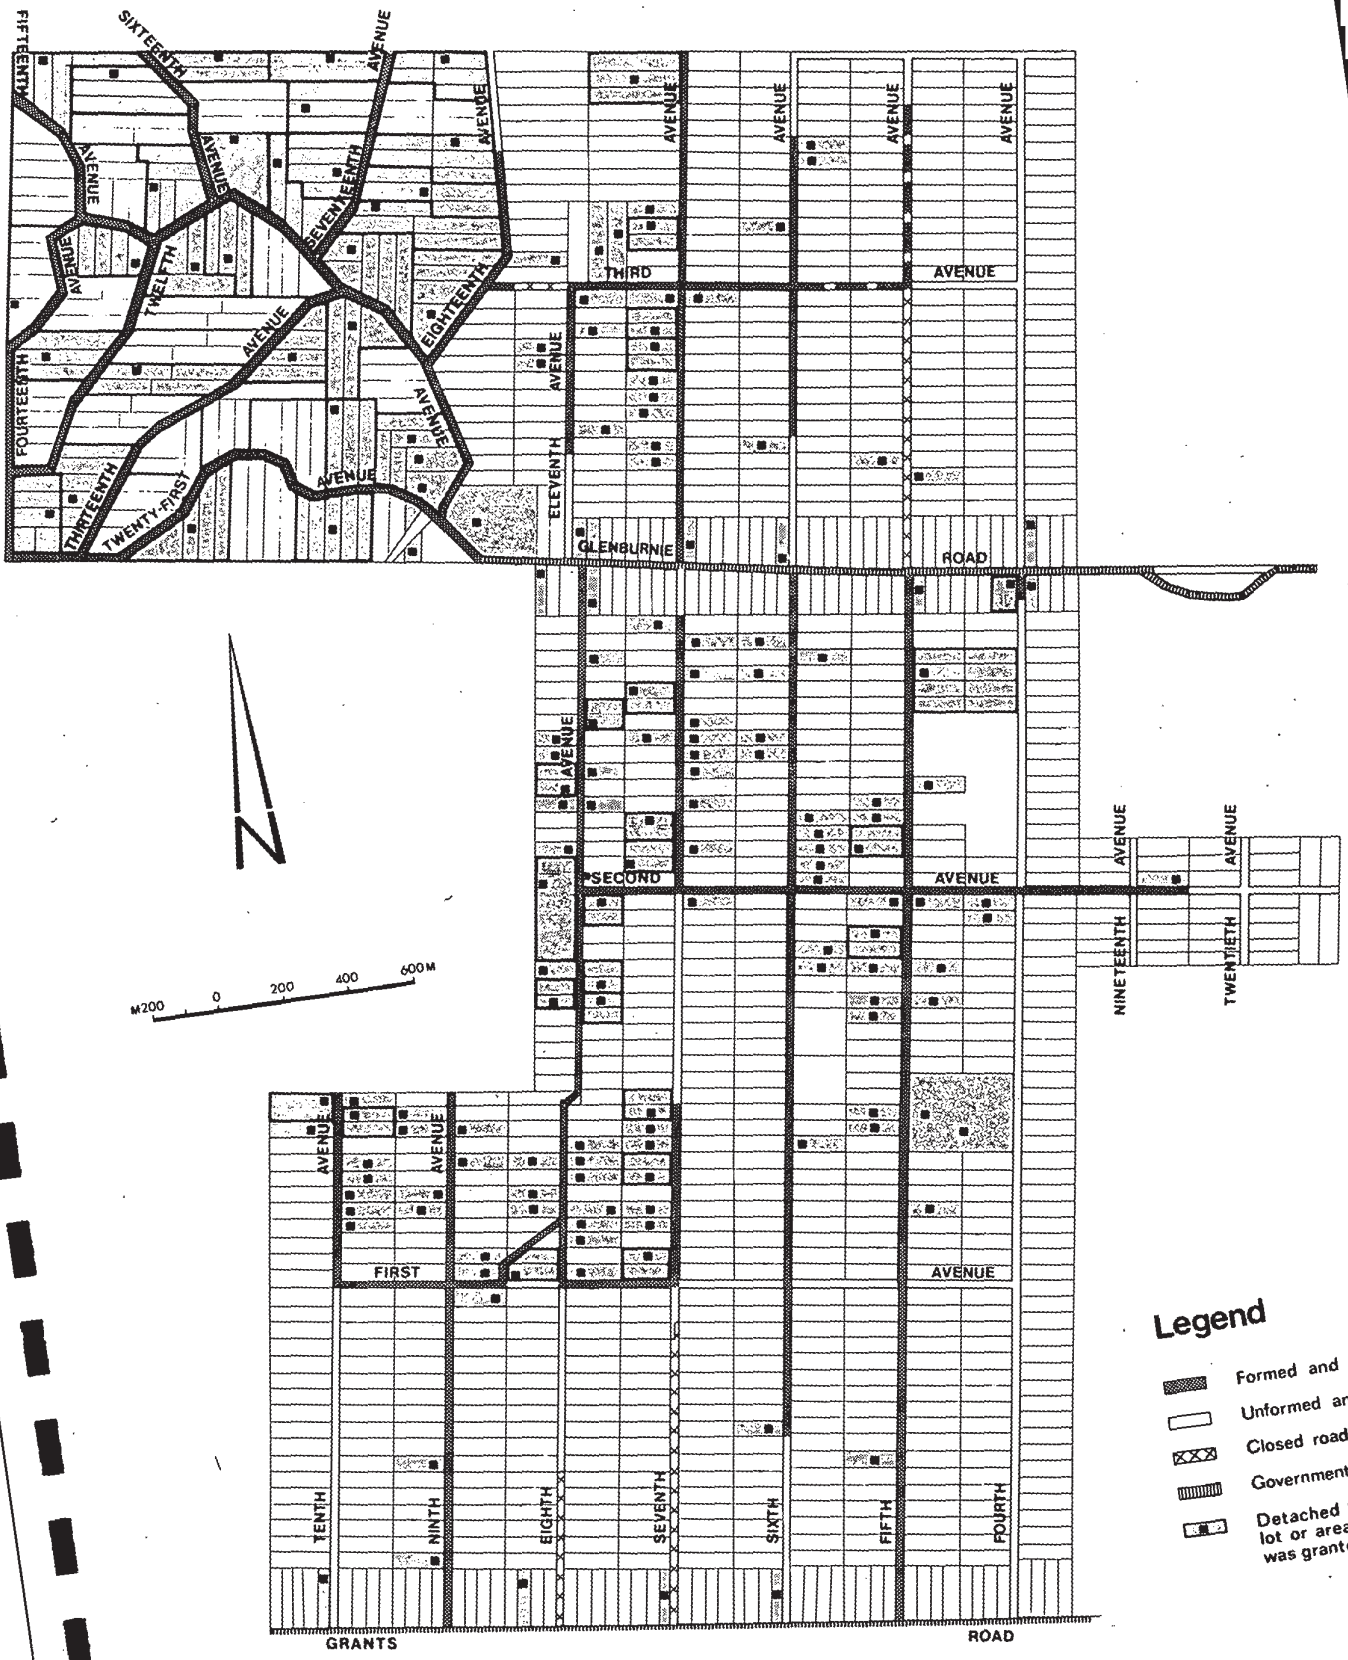 FIFTEENTH
SIXTEENTH
AVENUE
AVENUE
AVENUE
AVENUE
AVENUE
AVENUE
AVENUE
AVENUE
SEVENTEENTH
AVENUE
TWELFTH
EIGHTEENTH
THIRD
AVENUE
AVENUE
AVENUE
FOURTEENTH
AVENUE
ELEVENTH
THIRTEENTH
TWENTY-FIRST
AVENUE
GLENBURNIE
ROAD
N
AVENUE
SECOND
AVENUE
AVENUE
AVENUE
NINETEENTH
TWENTIETH
M200 0 200 400 600M
AVENUE
AVENUE
FIRST
AVENUE
TENTH
NINTH
EIGHTH
SEVENTH
SIXTH
FIFTH
FOURTH
GRANTS
ROAD
Legend
Formed and
Unformed
Closed road
Government
Detached
lot or area
was